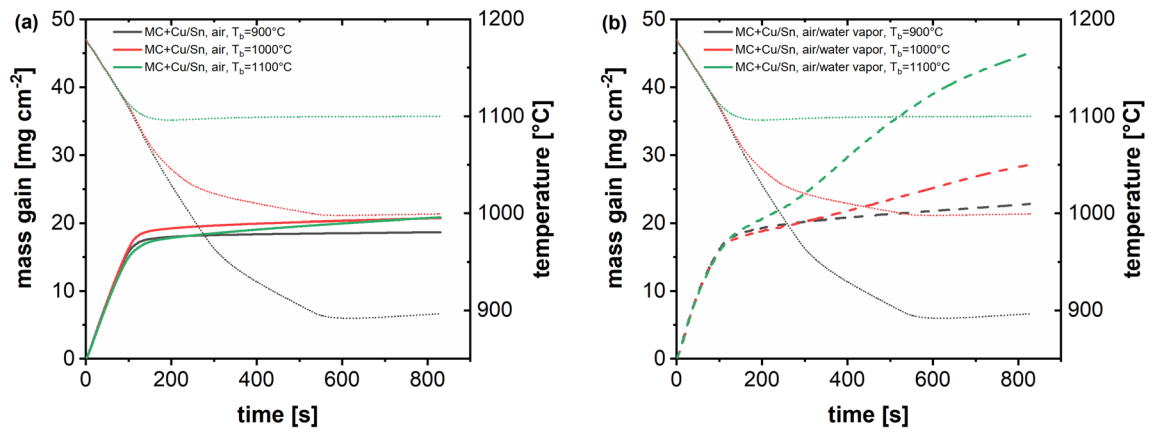 (a)
MC+Cu/Sn, air, Tb=900°C
MC+Cu/Sn, air, Tb=1000°C
MC+Cu/Sn, air, Tb=1100°C
mass gain [mg cm-2]
50
40
30
20
10
0
temperature [°C]
1200
1100
1000
900
0 200 400 600 800
time [s]
(b)
MC+Cu/Sn, air/water vapor, Tb=900°C
MC+Cu/Sn, air/water vapor, Tb=1000°C
MC+Cu/Sn, air/water vapor, Tb=1100°C
mass gain [mg cm-2]
50
40
30
20
10
0
temperature [°C]
1200
1100
1000
900
0 200 400 600 800
time [s]